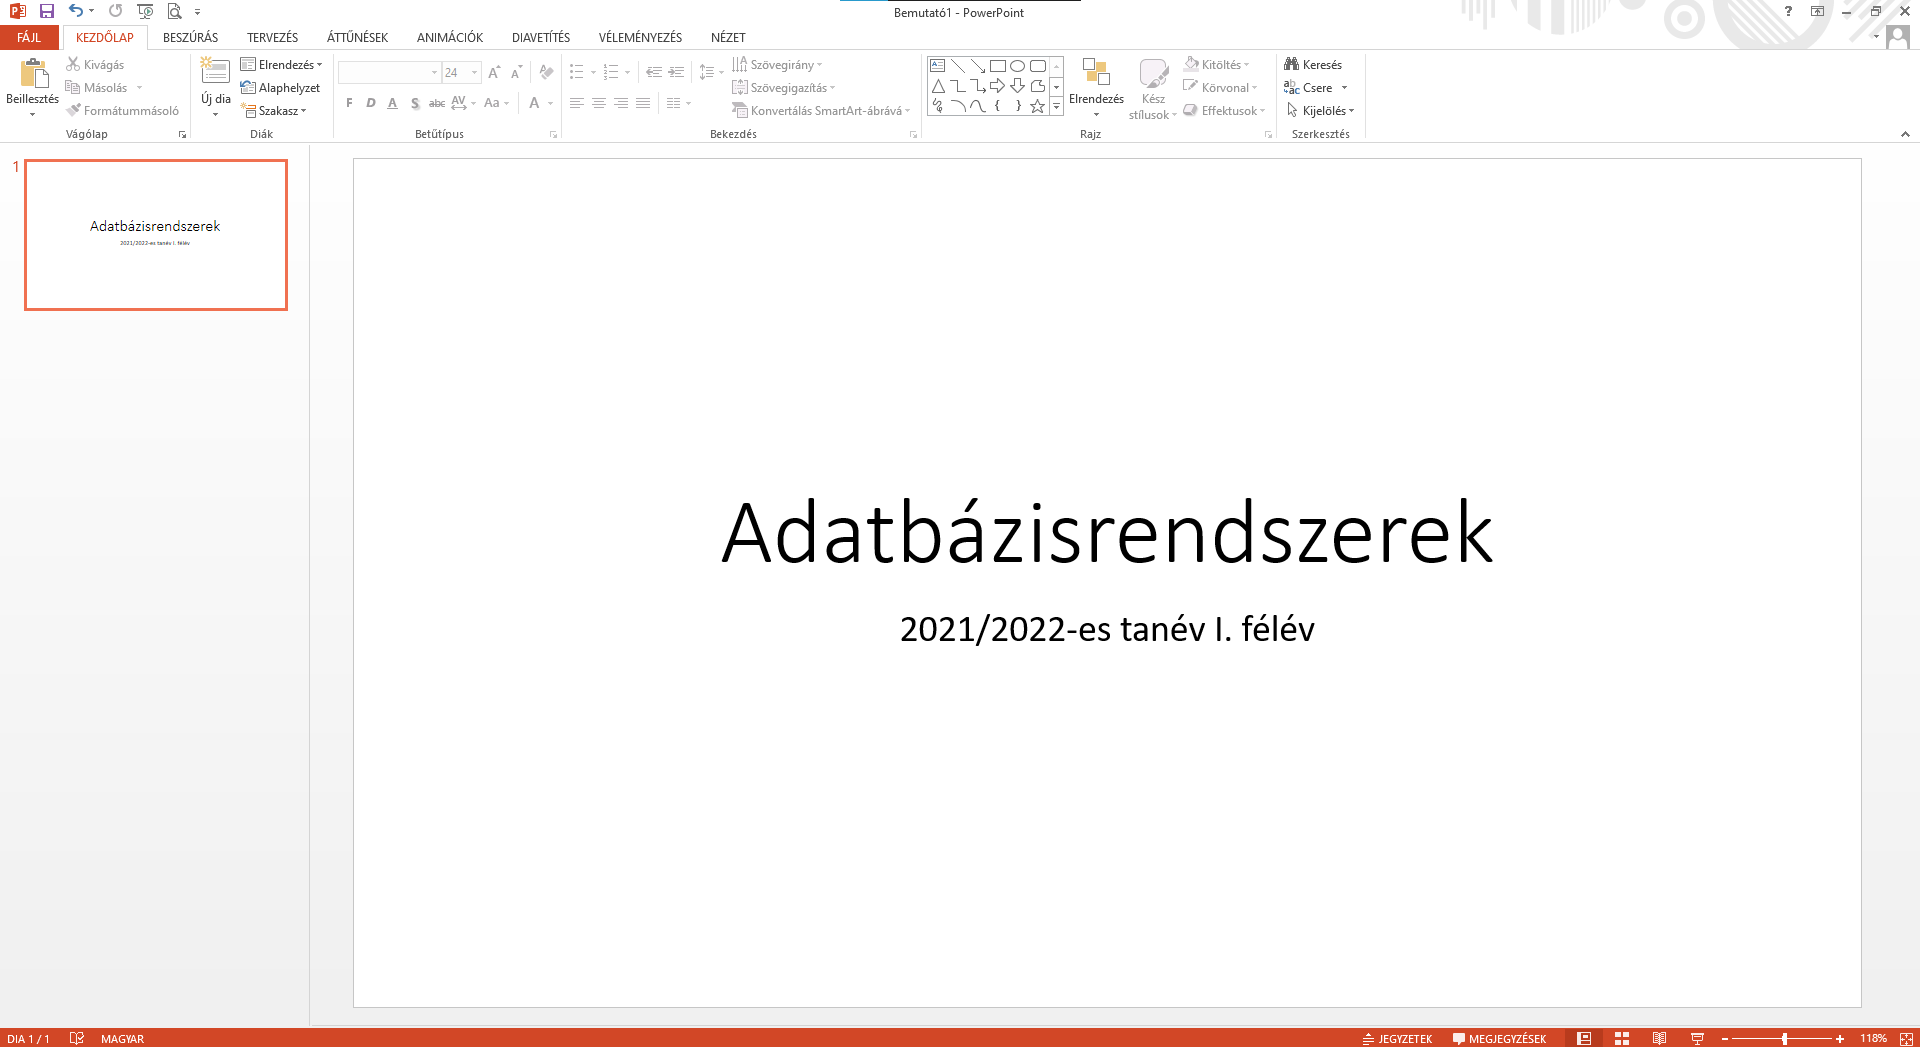 Bemutató1 - PowerPoint
FÁJL KEZDŐLAP BESZÚRÁS TERVEZÉS ÁTTŰNÉSEK ANIMÁCIÓK DIAVETÍTÉS VÉLEMÉNYEZÉS NÉZET
Beillesztés
Kivágás
Másolás
Formátummásoló
Vágólap
Új dia
Elrendezés
Alaphelyzet
Szakasz
Diák
24
F D A S abc AV Aa A
Betűtípus
Szövegirány
Szövegigazítás
Konvertálás SmartArt-ábrává
Bekezdés
Elrendezés
Kész
stílusok
Kitöltés
Körvonal
Effektusok
Rajz
Keresés
Csere
Kijelölés
Szerkesztés
1
Adatbázisrendszerek
2021/2022-es tanév I. félév
Adatbázisrendszerek
2021/2022-es tanév I. félév
DIA 1 / 1 MAGYAR JEGYZETEK MEGJEGYZÉSEK 118%